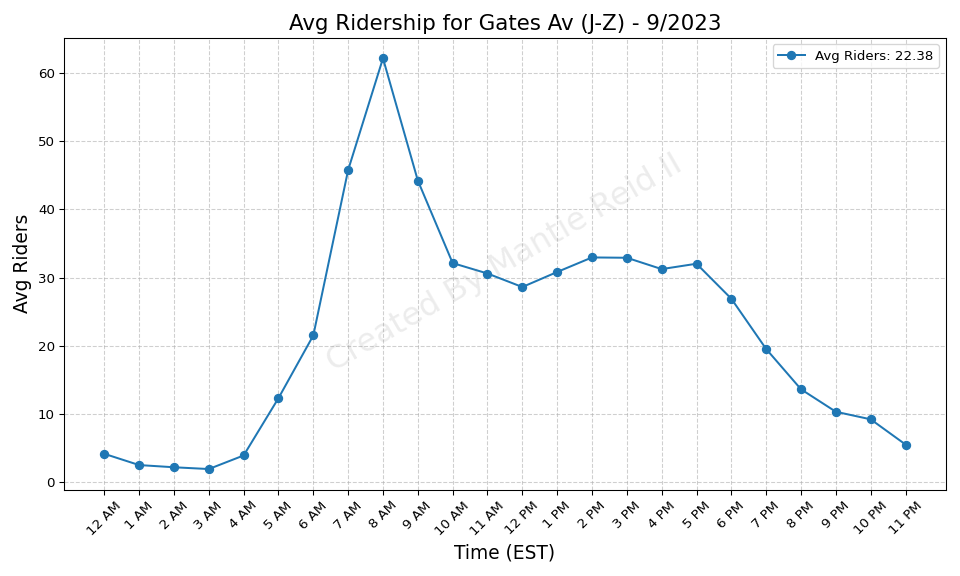 Avg Ridership for Gates Av (J-Z) - 9/2023
Avg Riders: 22.38
Avg Riders
60
50
40
30
20
10
0
Created By Mantie Reid II
12 AM
1 AM
2 AM
3 AM
4 AM
5 AM
6 AM
7 AM
8 AM
9 AM
10 AM
11 AM
12 PM
1 PM
2 PM
3 PM
4 PM
5 PM
6 PM
7 PM
8 PM
9 PM
10 PM
11 PM
Time (EST)